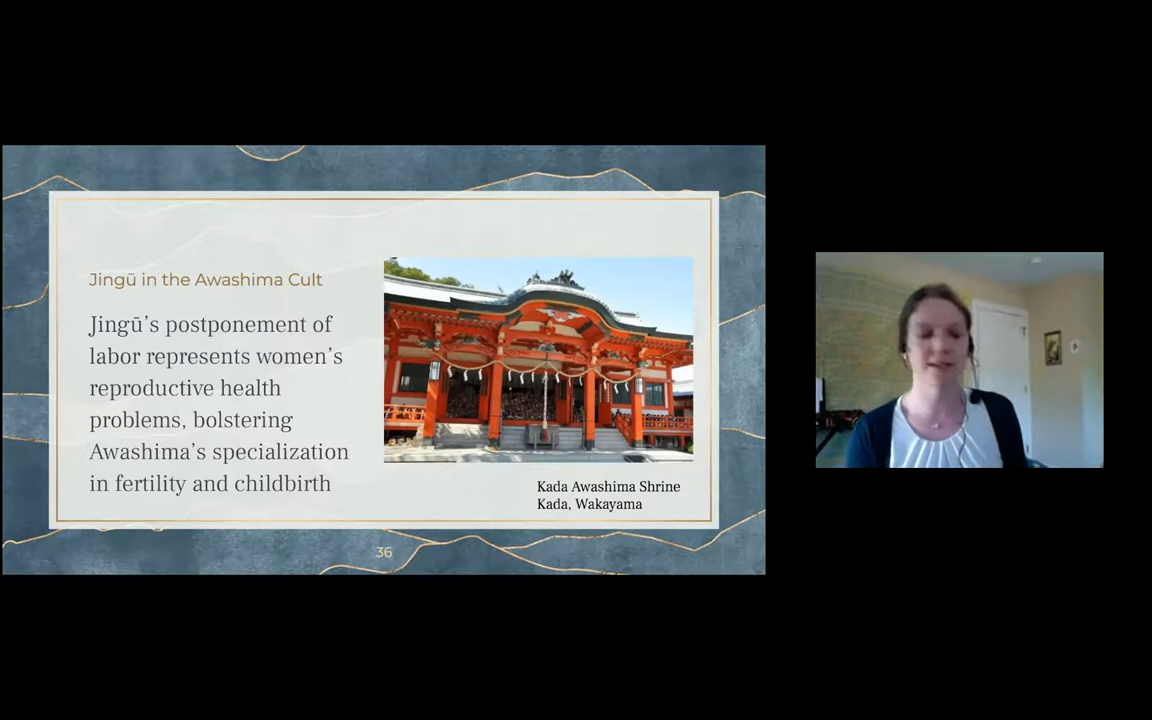 Jingū in the Awashima Cult
Jingū’s postponement of
labor represents women’s
reproductive health
problems, bolstering
Awashima’s specialization
in fertility and childbirth
Kada Awashima Shrine
Kada, Wakayama
36